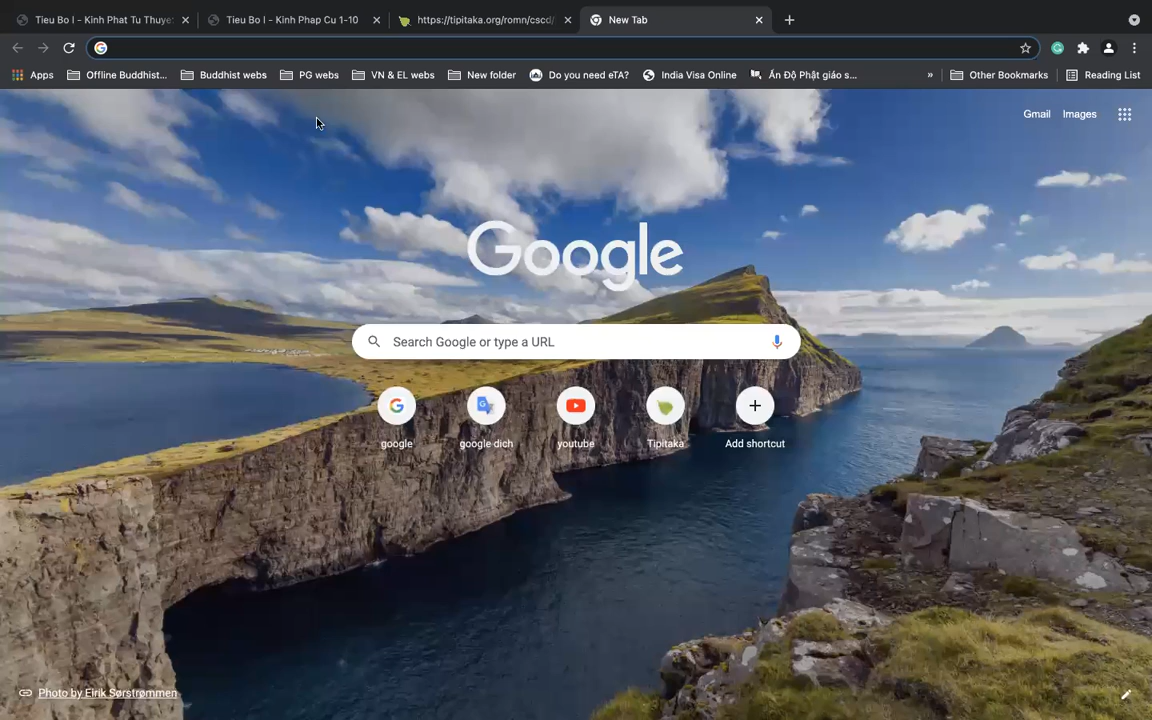 Tieu Bo I - Kinh Phat Tu Thuye
Tieu Bo I - Kinh Phap Cu 1-10
https://tipitaka.org/romn/cscd/
New Tab
Apps
Offline Buddhist...
Buddhist webs
PG webs
VN & EL webs
New folder
Do you need eTA?
India Visa Online
Ấn Độ Phật giáo s...
»
Other Bookmarks
Reading List
Gmail
Images
Google
Search Google or type a URL
google
google dich
youtube
Tipitaka
Add shortcut
Photo by Eirik Sørstrømmen